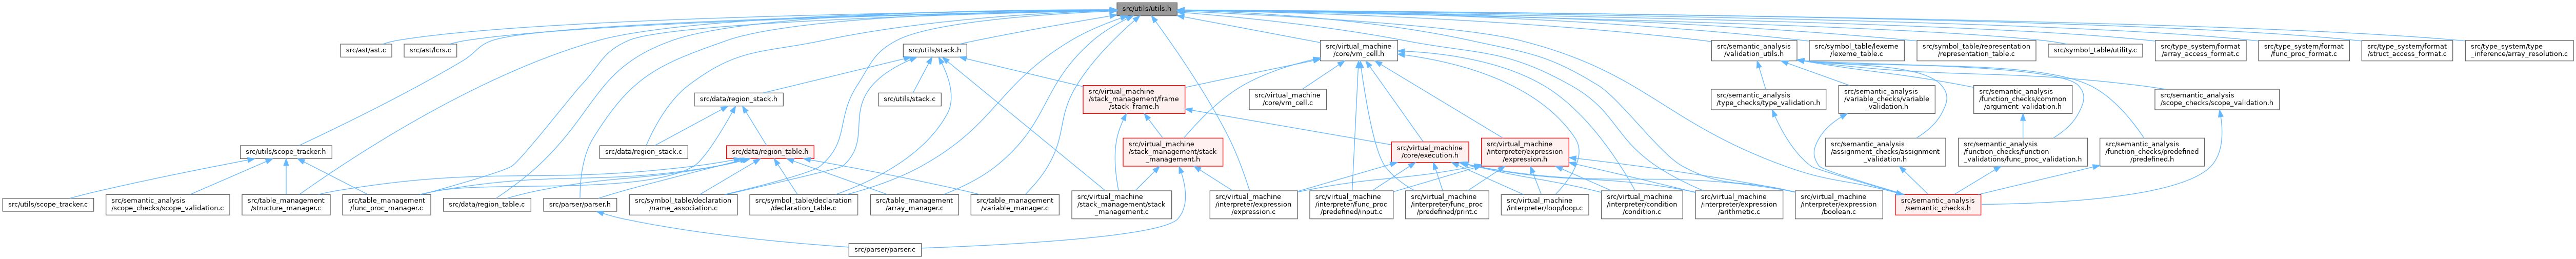 src/utils/utils.h
src/ast/ast.c
src/ast/lcrs.c
src/utils/stack.h
src/virtual_machine
/core/vm_cell.h
src/semantic_analysis
/validation_utils.h
src/symbol_table/lexeme
/lexeme_table.c
src/symbol_table/representation
/representation_table.c
src/symbol_table/utility.c
src/type_system/format
/array_access_format.c
src/type_system/format
/func_proc_format.c
src/type_system/format
/struct_access_format.c
src/type_system/type
_inference/array_resolution.c
src/data/region_stack.h
src/utils/stack.c
src/virtual_machine
/stack_management/frame
/stack_frame.h
src/virtual_machine
/core/vm_cell.c
src/semantic_analysis
/type_checks/type_validation.h
src/semantic_analysis
/variable_checks/variable
_validation.h
src/semantic_analysis
/function_checks/common
/argument_validation.h
src/semantic_analysis
/scope_checks/scope_validation.h
src/utils/scope_tracker.h
src/data/region_stack.c
src/data/region_table.h
src/virtual_machine
/stack_management/stack
_management.h
src/virtual_machine
/core/execution.h
src/virtual_machine
/interpreter/expression
/expression.h
src/semantic_analysis
/assignment_checks/assignment
_validation.h
src/semantic_analysis
/function_checks/function
_validations/func_proc_validation.h
src/semantic_analysis
/function_checks/predefined
/predefined.h
src/utils/scope_tracker.c
src/semantic_analysis
/scope_checks/scope_validation.c
src/table_management
/structure_manager.c
src/table_management
/func_proc_manager.c
src/data/region_table.c
src/parser/parser.h
src/symbol_table/declaration
/name_association.c
src/symbol_table/declaration
/declaration_table.c
src/table_management
/array_manager.c
src/table_management
/variable_manager.c
src/virtual_machine
/stack_management/stack
_management.c
src/virtual_machine
/interpreter/expression
/expression.c
src/virtual_machine
/interpreter/func_proc
/predefined/input.c
src/virtual_machine
/interpreter/func_proc
/predefined/print.c
src/virtual_machine
/interpreter/loop/loop.c
src/virtual_machine
/interpreter/condition
/condition.c
src/virtual_machine
/interpreter/expression
/arithmetic.c
src/virtual_machine
/interpreter/expression
/boolean.c
src/semantic_analysis
/semantic_checks.h
src/parser/parser.c